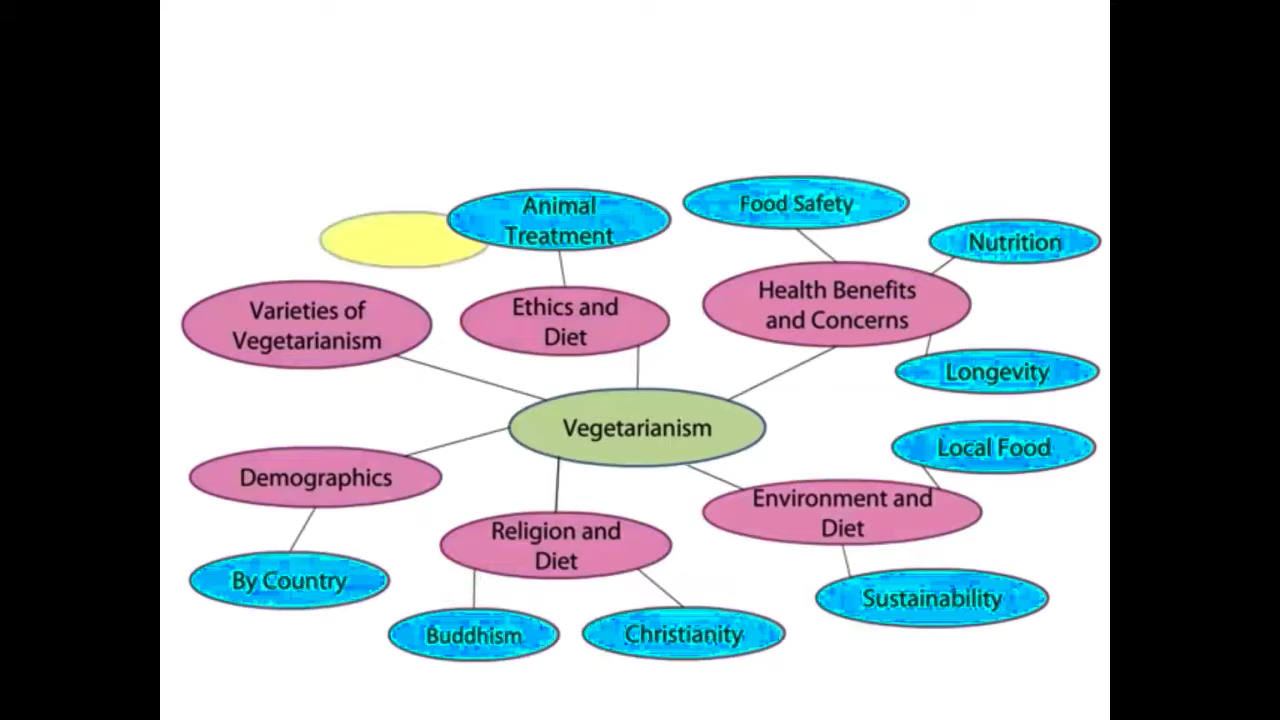 Animal
Treatment
Food Safety
Nutrition
Varieties of
Vegetarianism
Ethics and
Diet
Health Benefits
and Concerns
Longevity
Vegetarianism
Local Food
Demographics
Environment and
Diet
Religion and
Diet
By Country
Sustainability
Buddhism
Christianity